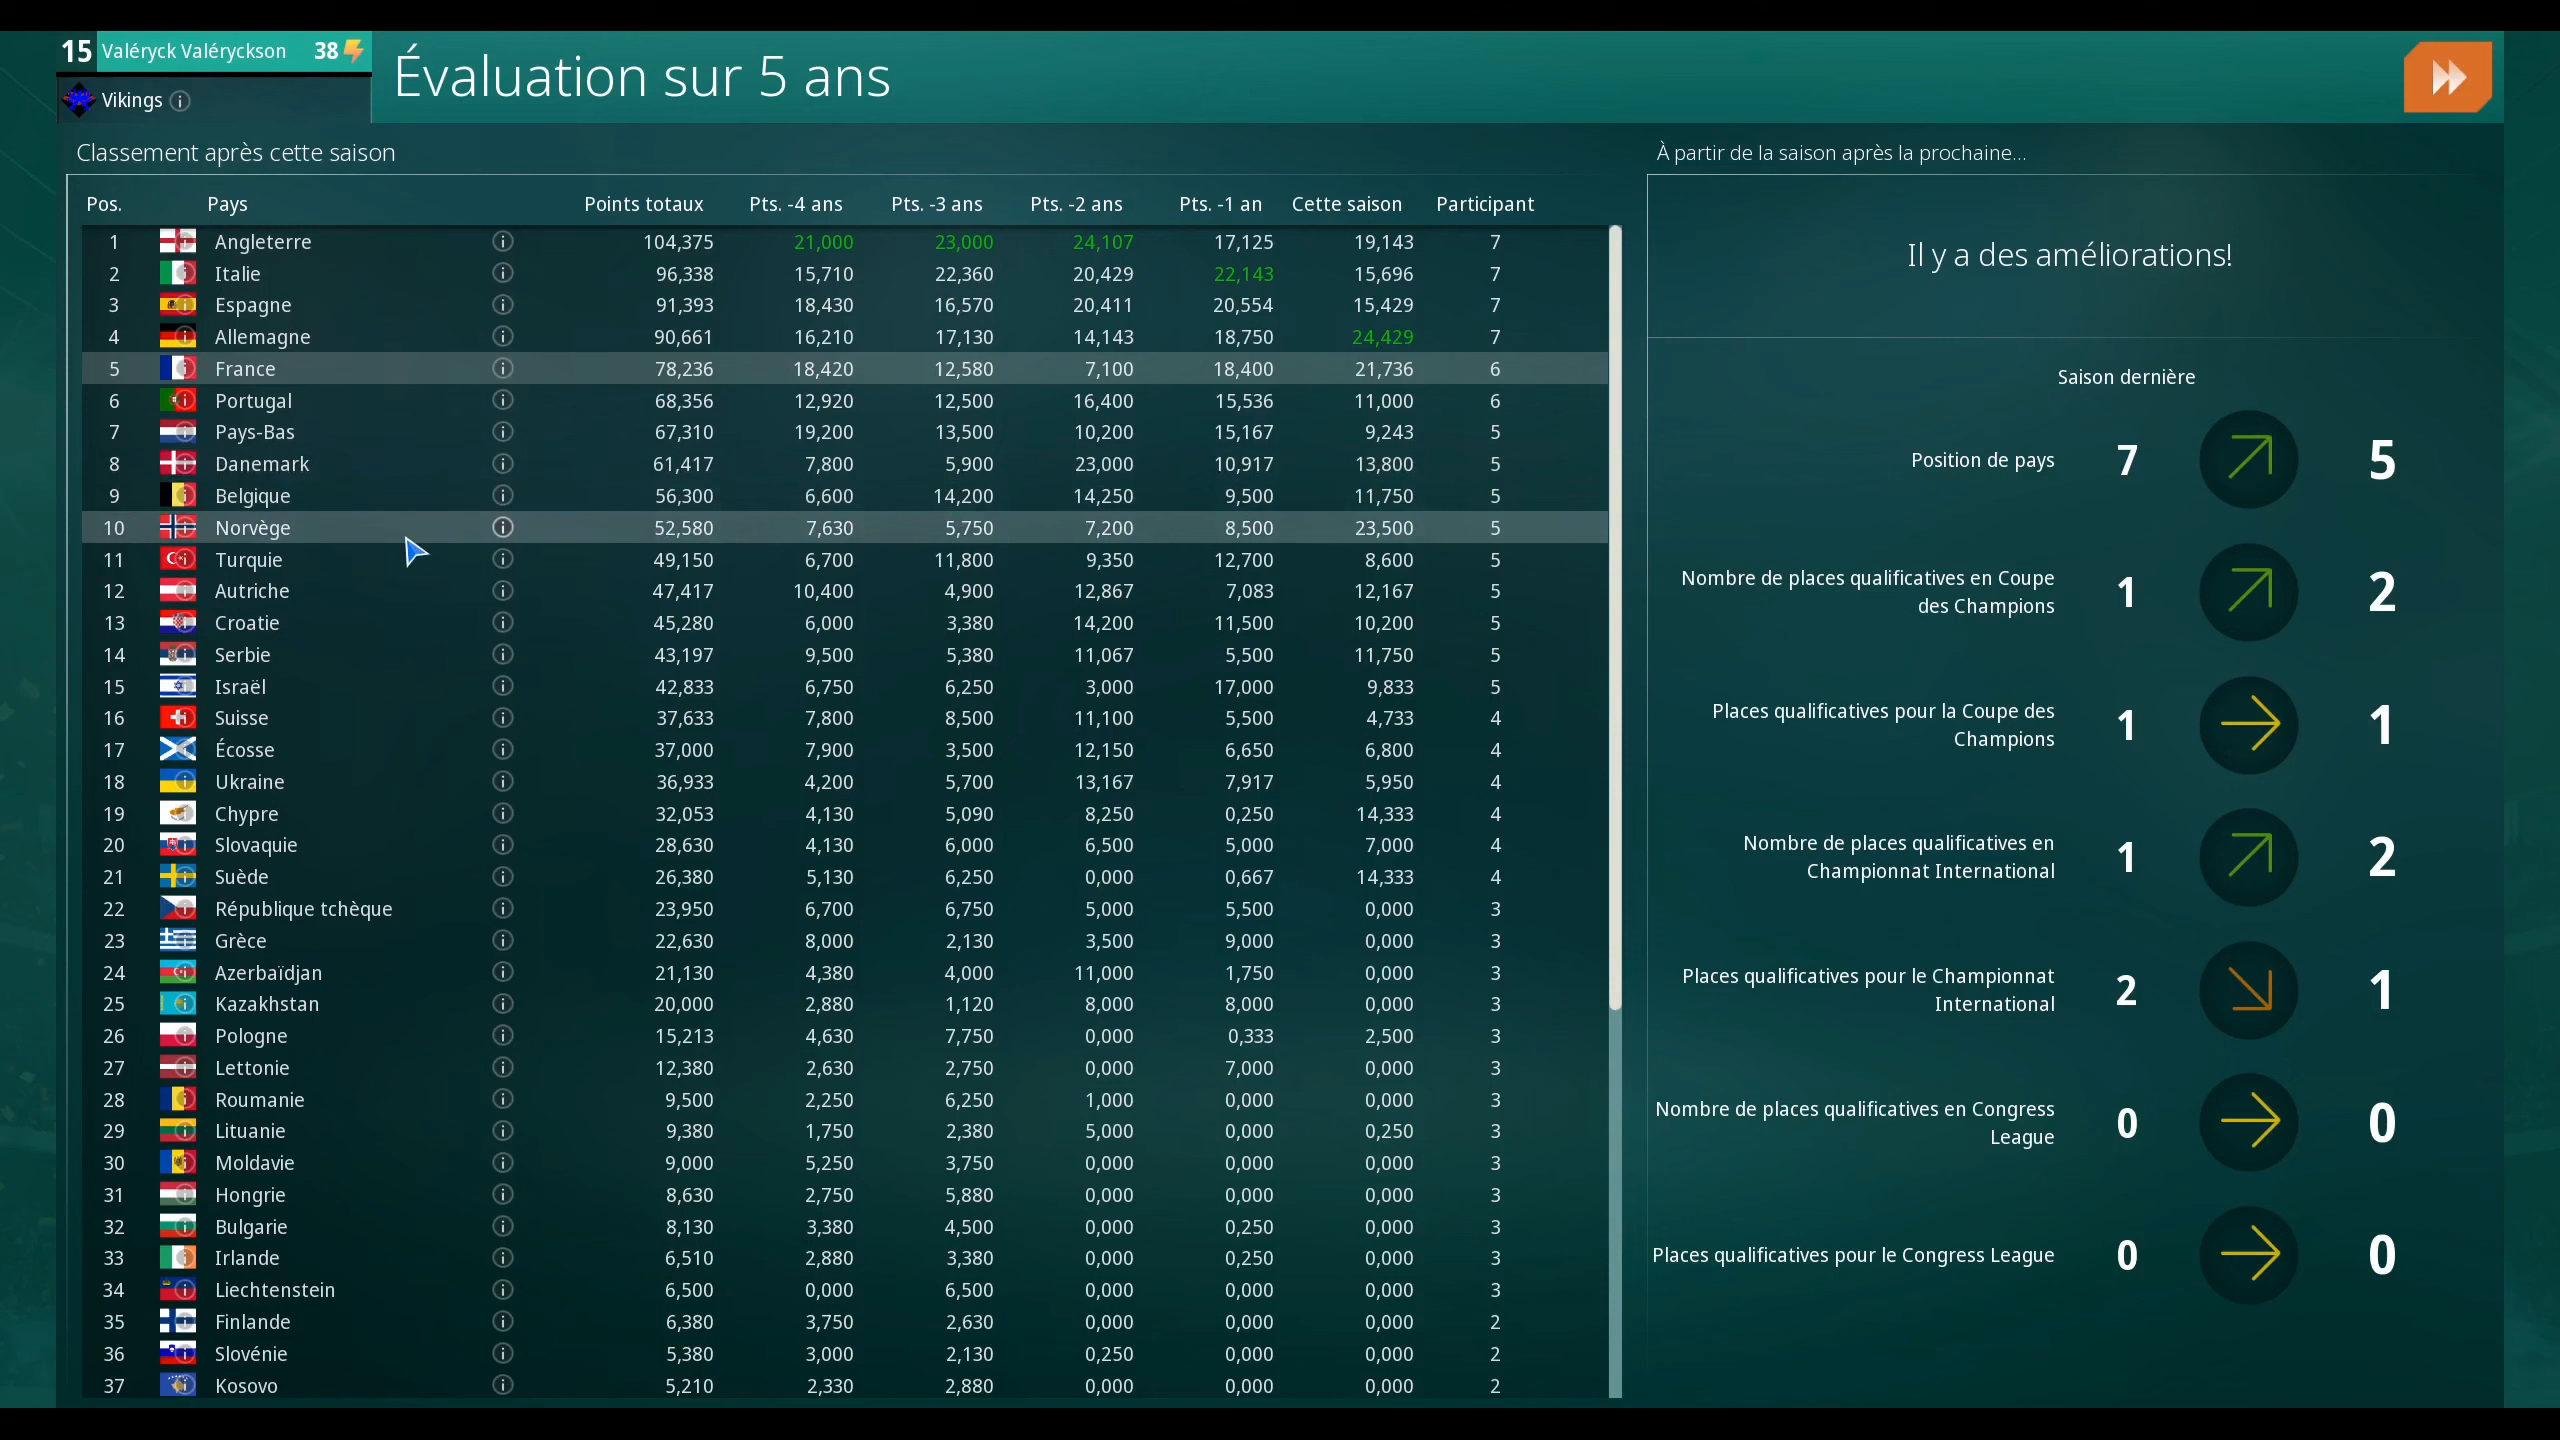 15 Valéryck Valéryckson 38
Vikings
Évaluation sur 5 ans
Classement après cette saison
Pos. Pays Points totaux Pts. -4 ans Pts. -3 ans Pts. -2 ans Pts. -1 an Cette saison Participant
1 Angleterre 104,375 21,000 23,000 24,107 17,125 19,143 7
2 Italie 96,338 15,710 22,360 20,429 22,143 15,696 7
3 Espagne 91,393 18,430 16,570 20,411 20,554 15,429 7
4 Allemagne 90,661 16,210 17,130 14,143 18,750 24,429 7
5 France 78,236 18,420 12,580 7,100 18,400 21,736 6
6 Portugal 68,356 12,920 12,500 16,400 15,536 11,000 6
7 Pays-Bas 67,310 19,200 13,500 10,200 15,167 9,243 5
8 Danemark 61,417 7,800 5,900 23,000 10,917 13,800 5
9 Belgique 56,300 6,600 14,200 14,250 9,500 11,750 5
10 Norvège 52,580 7,630 5,750 7,200 8,500 23,500 5
11 Turquie 49,150 6,700 11,800 9,350 12,700 8,600 5
12 Autriche 47,417 10,400 4,900 12,867 7,083 12,167 5
13 Croatie 45,280 6,000 3,380 14,200 11,500 10,200 5
14 Serbie 43,197 9,500 5,380 11,067 5,500 11,750 5
15 Israël 42,833 6,750 6,250 3,000 17,000 9,833 5
16 Suisse 37,633 7,800 8,500 11,100 5,500 4,733 4
17 Écosse 37,000 7,900 3,500 12,150 6,650 6,800 4
18 Ukraine 36,933 4,200 5,700 13,167 7,917 5,950 4
19 Chypre 32,053 4,130 5,090 8,250 0,250 14,333 4
20 Slovaquie 28,630 4,130 6,000 6,500 5,000 7,000 4
21 Suède 26,380 5,130 6,250 0,000 0,667 14,333 4
22 République tchèque 23,950 6,700 6,750 5,000 5,500 0,000 3
23 Grèce 22,630 8,000 2,130 3,500 9,000 0,000 3
24 Azerbaïdjan 21,130 4,380 4,000 11,000 1,750 0,000 3
25 Kazakhstan 20,000 2,880 1,120 8,000 8,000 0,000 3
26 Pologne 15,213 4,630 7,750 0,000 0,333 2,500 3
27 Lettonie 12,380 2,630 2,750 0,000 7,000 0,000 3
28 Roumanie 9,500 2,250 6,250 1,000 0,000 0,000 3
29 Lituanie 9,380 1,750 2,380 5,000 0,000 0,250 3
30 Moldavie 9,000 5,250 3,750 0,000 0,000 0,000 3
31 Hongrie 8,630 2,750 5,880 0,000 0,000 0,000 3
32 Bulgarie 8,130 3,380 4,500 0,000 0,250 0,000 3
33 Irlande 6,510 2,880 3,380 0,000 0,250 0,000 3
34 Liechtenstein 6,500 0,000 6,500 0,000 0,000 0,000 3
35 Finlande 6,380 3,750 2,630 0,000 0,000 0,000 2
36 Slovénie 5,380 3,000 2,130 0,250 0,000 0,000 2
37 Kosovo 5,210 2,330 2,880 0,000 0,000 0,000 2
À partir de la saison après la prochaine...
Il y a des améliorations!
Saison dernière
Position de pays 7 5
Nombre de places qualificatives en Coupe
des Champions 1 2
Places qualificatives pour la Coupe des
Champions 1 1
Nombre de places qualificatives en
Championnat International 1 2
Places qualificatives pour le Championnat
International 2 1
Nombre de places qualificatives en Congress
League 0 0
Places qualificatives pour le Congress League 0 0